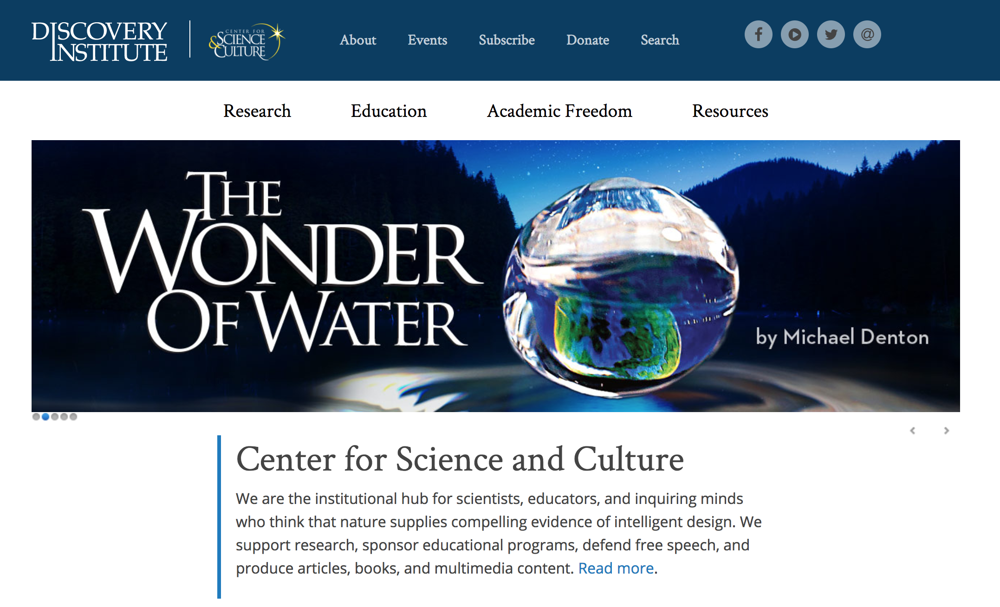 DISCOVERY
INSTITUTE
CENTER FOR
SCIENCE
& CULTURE
About Events Subscribe Donate Search
@
Research Education Academic Freedom Resources
THE
WONDER
OF WATER
by Michael Denton
Center for Science and Culture
We are the institutional hub for scientists, educators, and inquiring minds
who think that nature supplies compelling evidence of intelligent design. We
support research, sponsor educational programs, defend free speech, and
produce articles, books, and multimedia content. Read more.